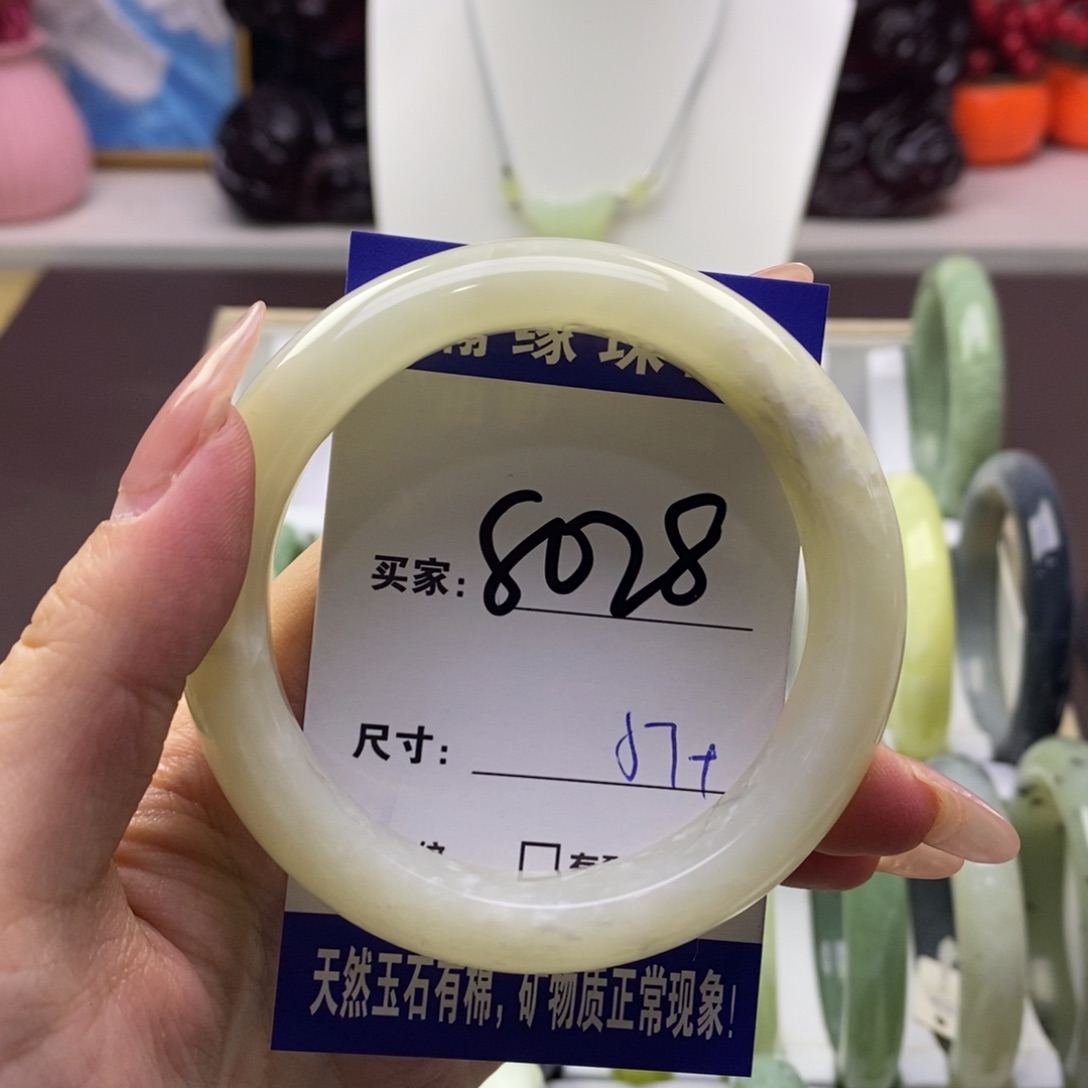 缘珠
买家: 8028
尺寸: 57+
□有
天然玉石有棉, 矿物质正常现象!